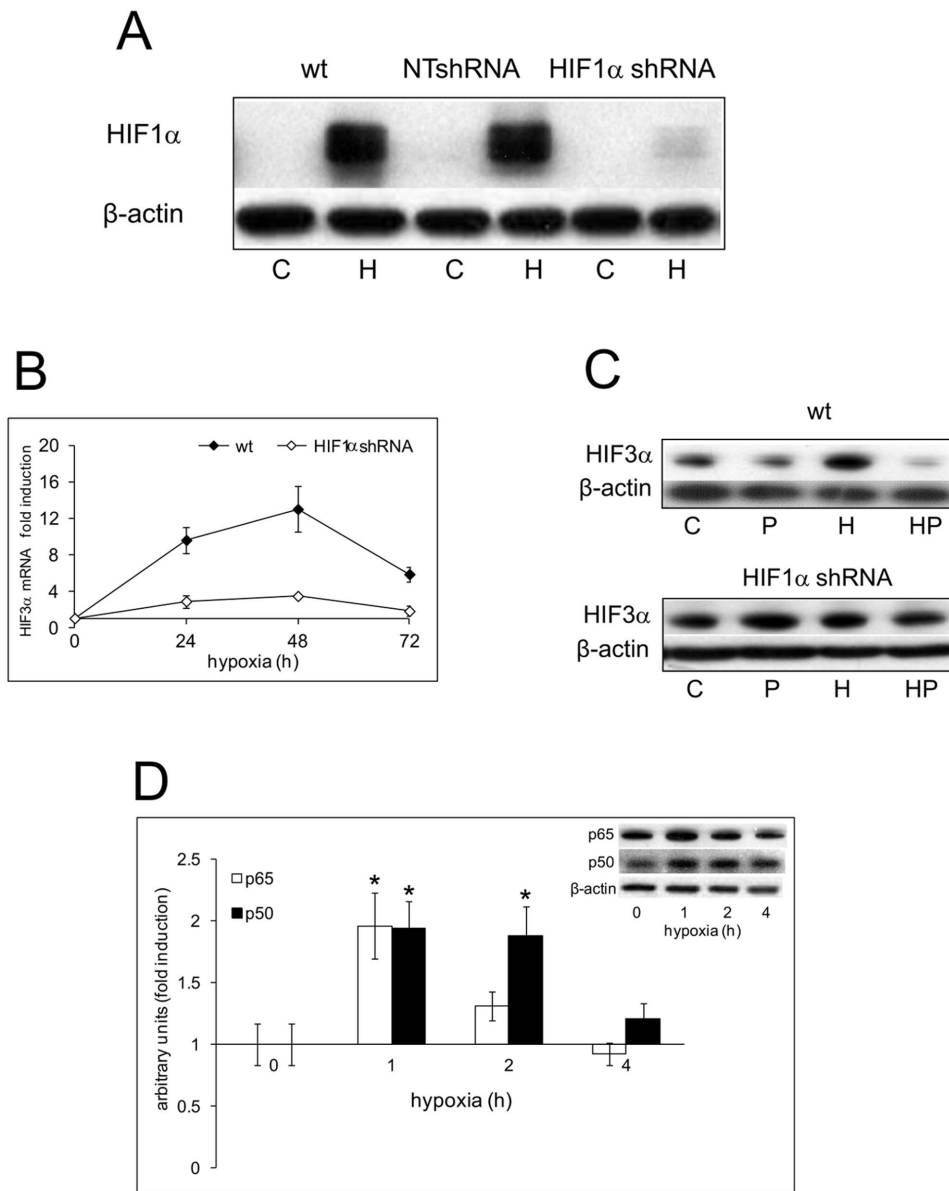 A
wt NTshRNA HIF1α shRNA
HIF1α
β-actin
C H C H C H
B
wt HIF1αshRNA
HIF3α mRNA fold induction
20
16
12
8
4
0
0 24 48 72
hypoxia (h)
C
wt
HIF3α
β-actin
C P H HP
HIF1α shRNA
HIF3α
β-actin
C P H HP
D
arbitrary units (fold induction)
2.5
2
1.5
1
0.5
0
p65
p50
* * *
0 1 2 4
hypoxia (h)
p65
p50
β-actin
0 1 2 4
hypoxia (h)